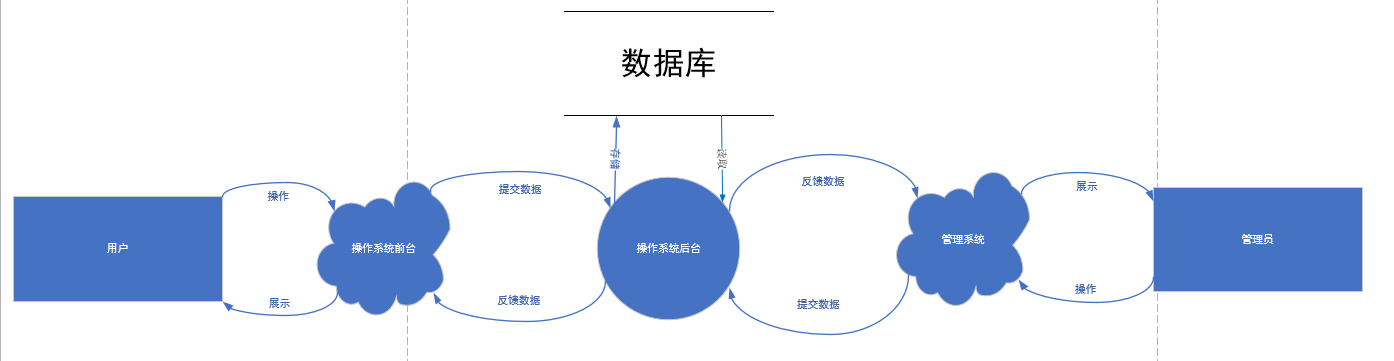 数据库
存储
读取
操作
提交数据
反馈数据
展示
用户
操作系统前台
操作系统后台
管理系统
管理员
展示
反馈数据
提交数据
操作